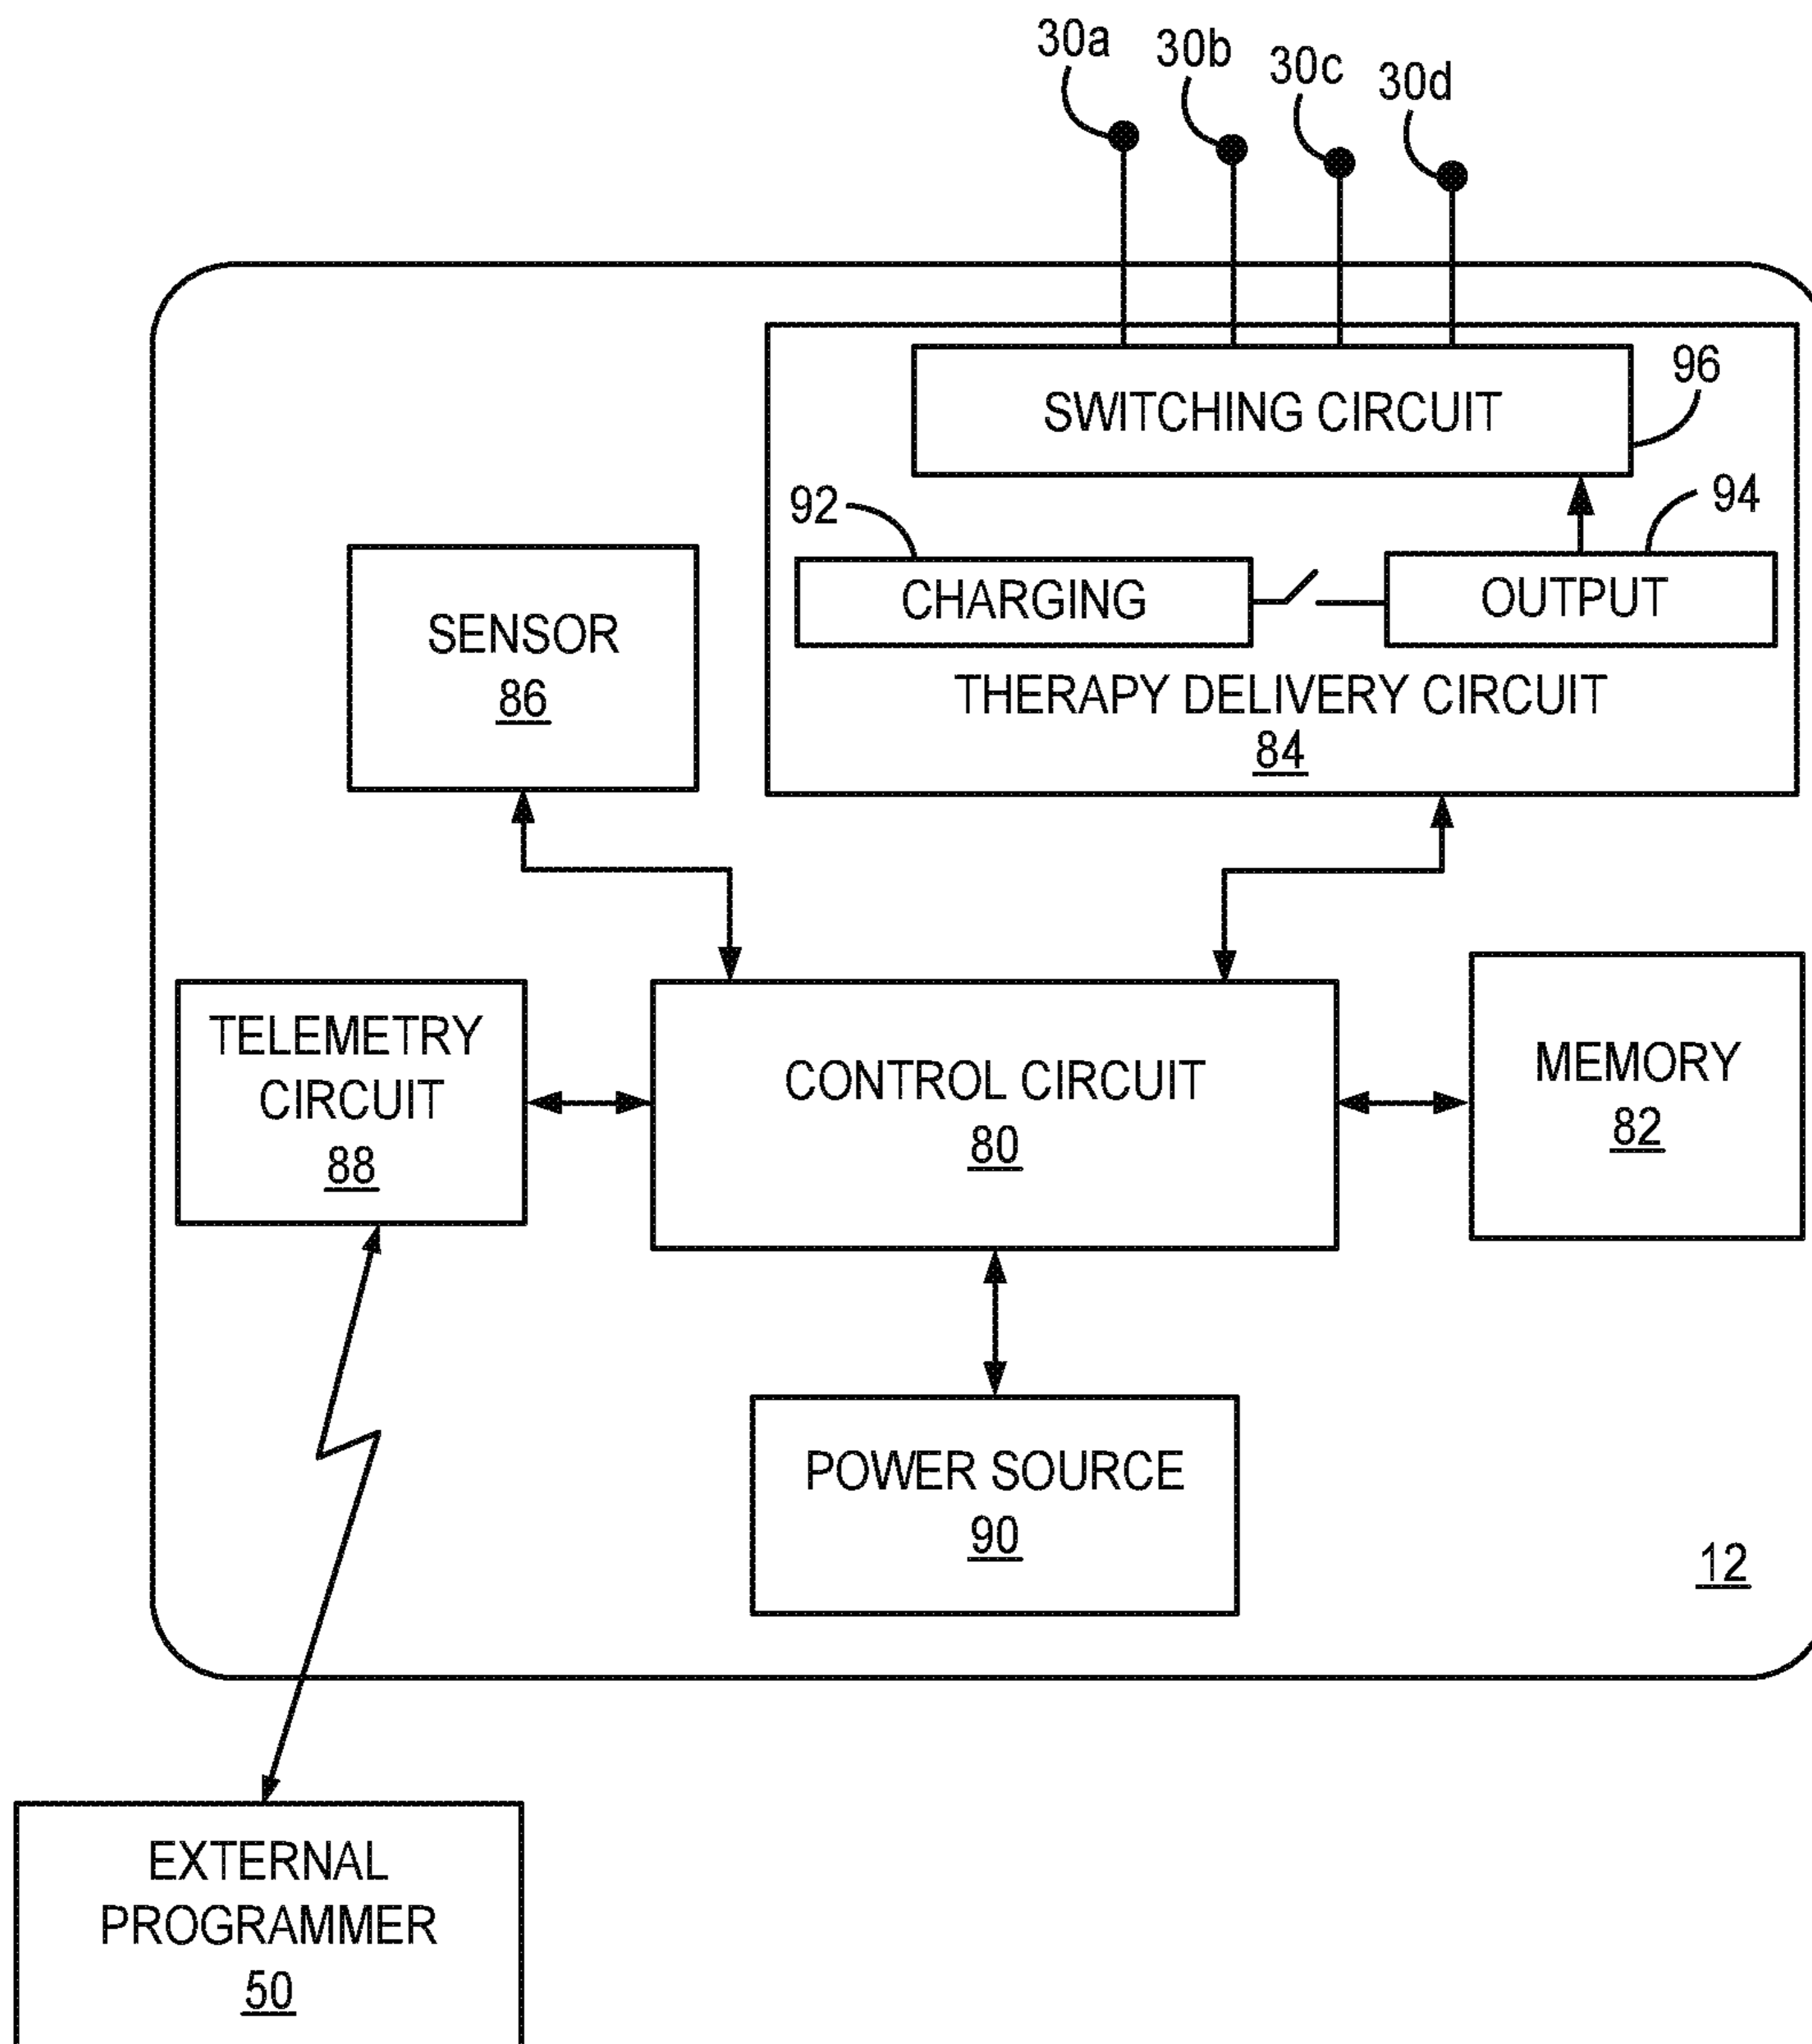 30a
30b
30c
30d
SWITCHING CIRCUIT
96
92
94
CHARGING
OUTPUT
THERAPY DELIVERY CIRCUIT
84
SENSOR
86
TELEMETRY
CIRCUIT
88
CONTROL CIRCUIT
80
MEMORY
82
POWER SOURCE
90
12
EXTERNAL
PROGRAMMER
50